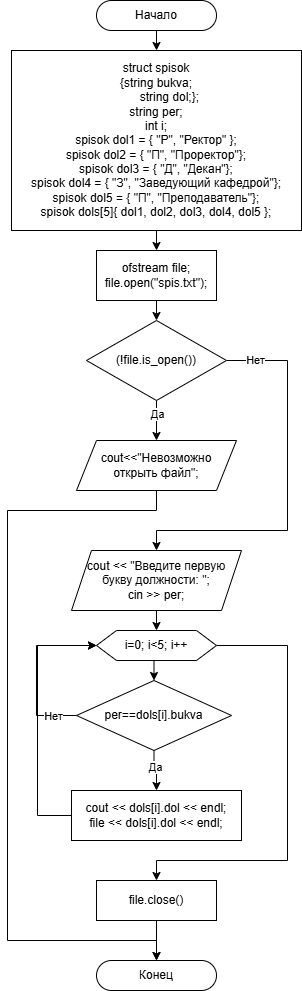 Начало
struct spisok
{string bukva;
string dol;};
string per;
int i;
spisok dol1 = { "Р", "Ректор" };
spisok dol2 = { "П", "Проректор"};
spisok dol3 = { "Д", "Декан"};
spisok dol4 = { "З", "Заведующий кафедрой"};
spisok dol5 = { "П", "Преподаватель"};
spisok dols[5]{ dol1, dol2, dol3, dol4, dol5 };
ofstream file;
file.open("spis.txt");
(!file.is_open())
Нет
Да
cout<<"Невозможно
открыть файл";
cout << "Введите первую
букву должности: ";
cin >> per;
i=0; i<5; i++
per==dols[i].bukva
Нет
Да
cout << dols[i].dol << endl;
file << dols[i].dol << endl;
file.close()
Конец